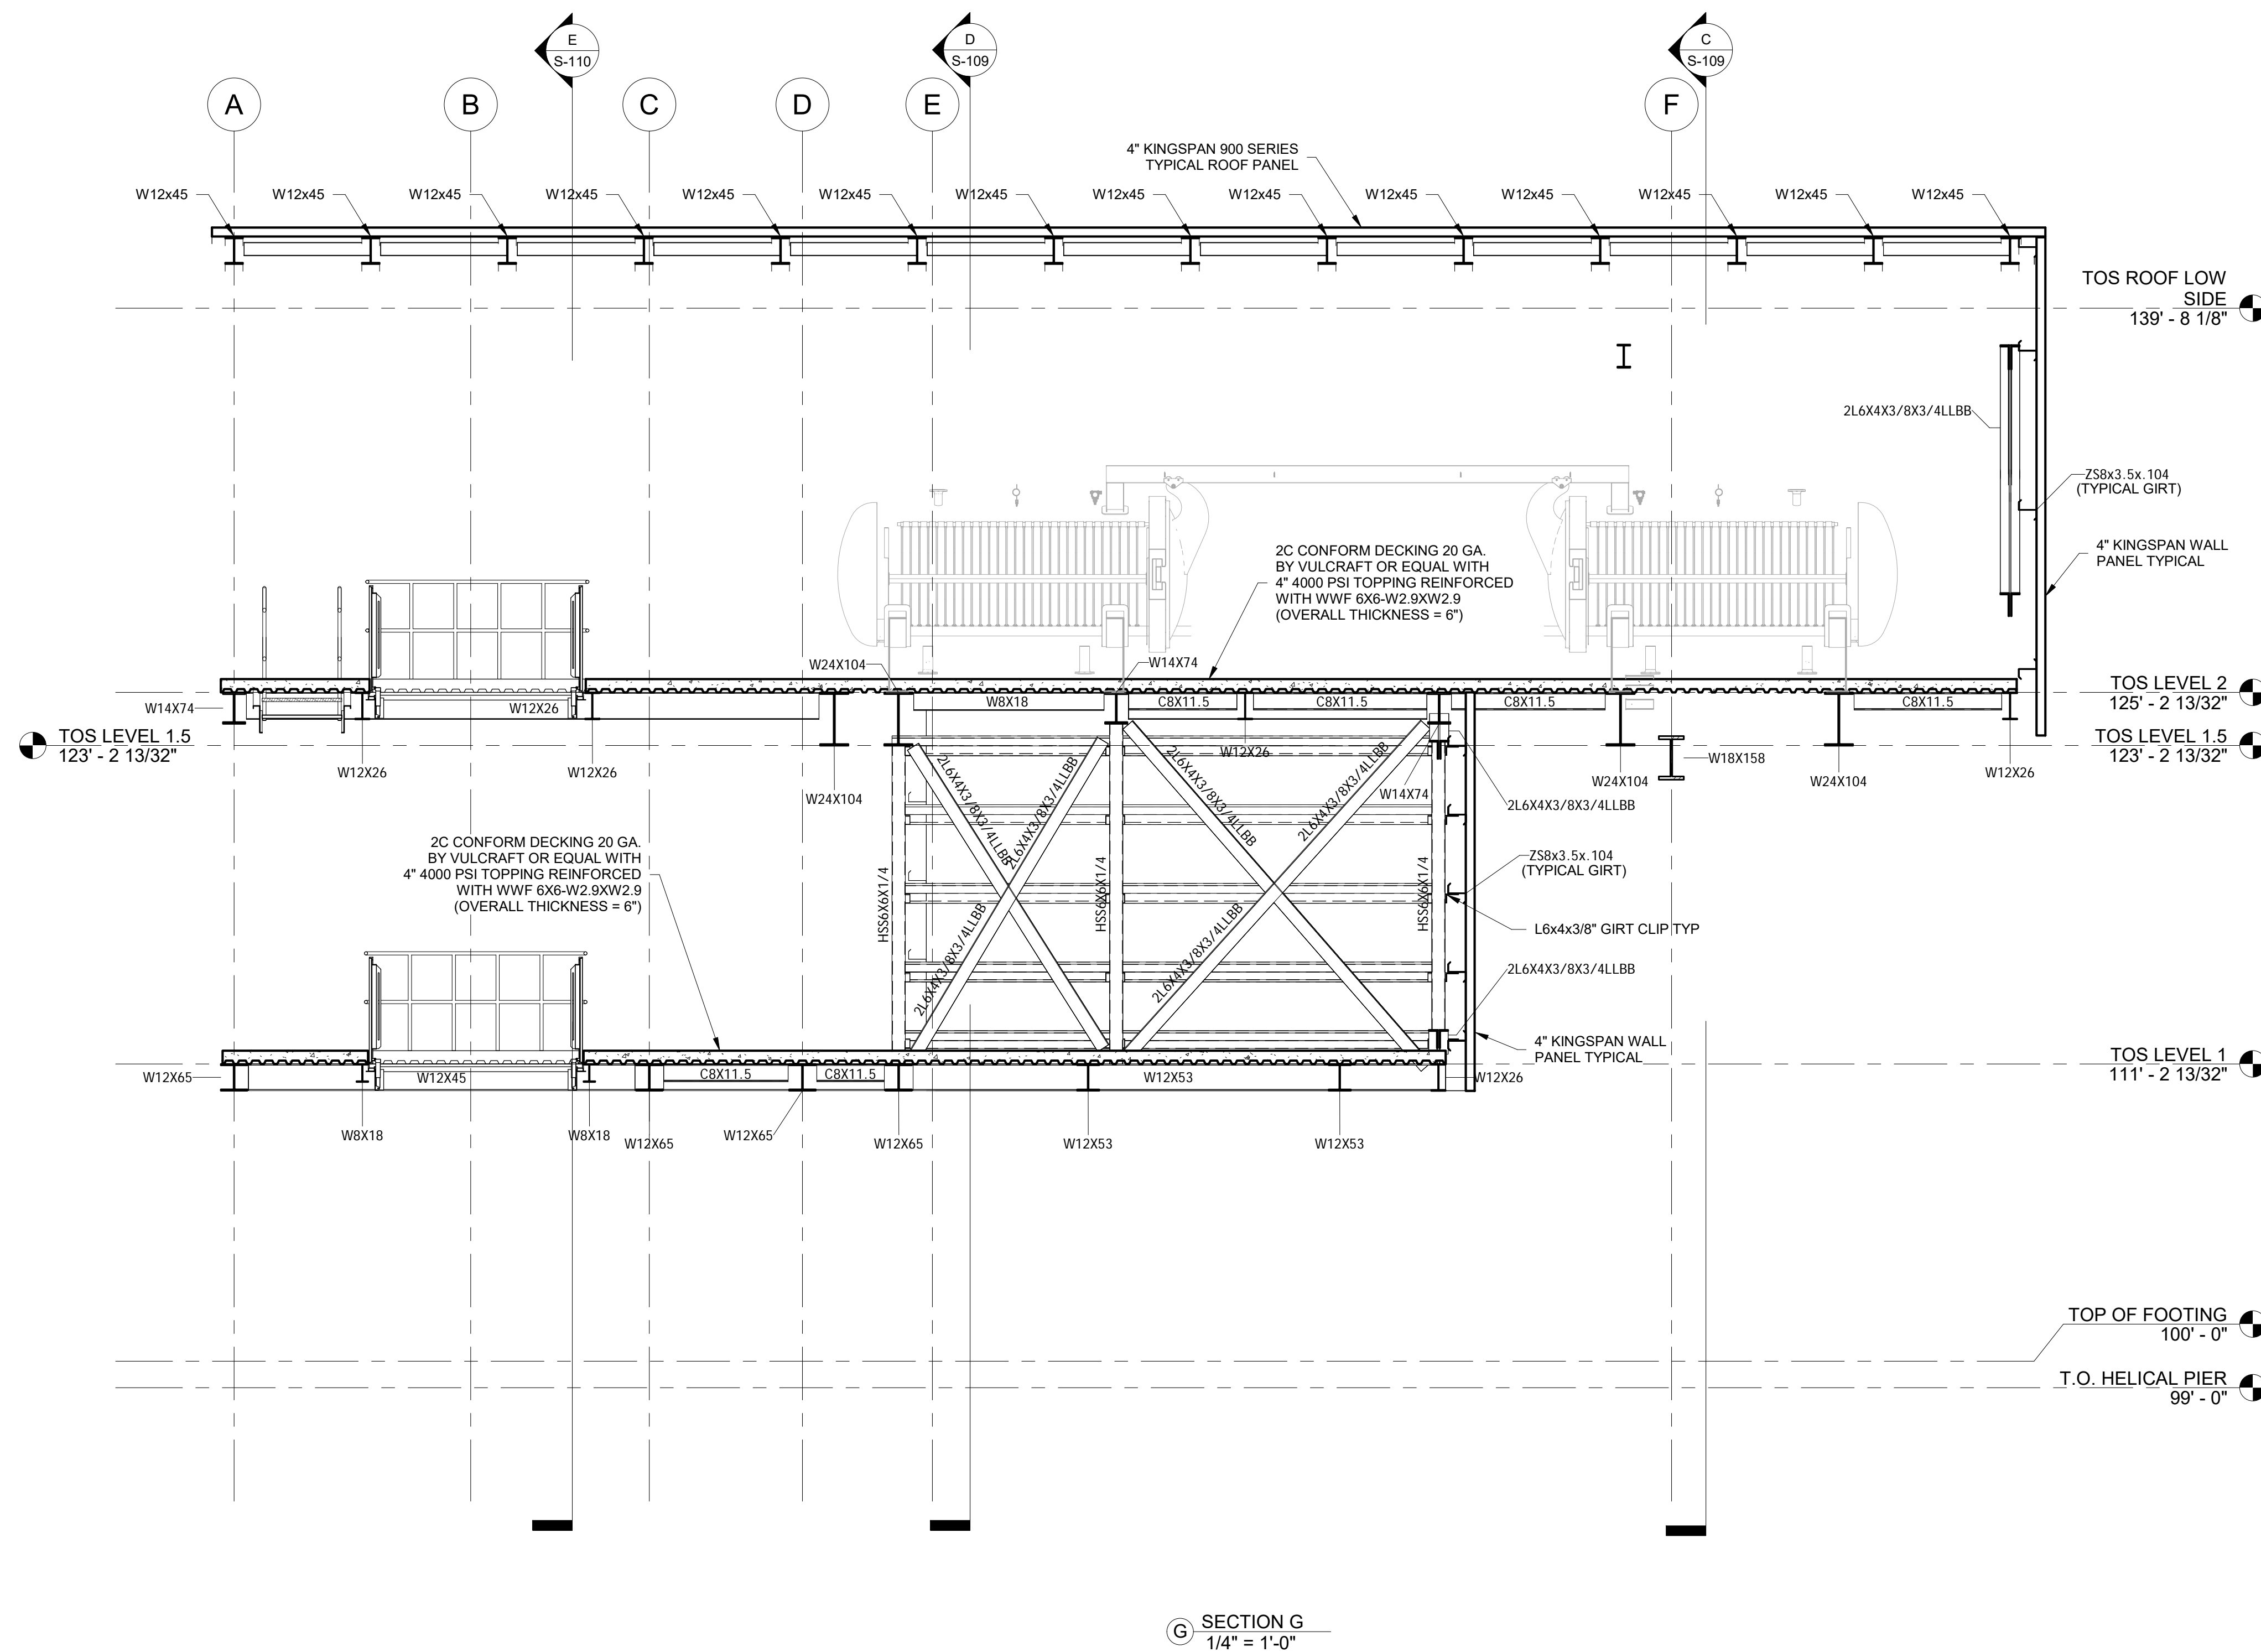 E
S-110
D
S-109
C
S-109
A
B
C
D
E
F
4" KINGSPAN 900 SERIES
TYPICAL ROOF PANEL
W12x45
W12x45
W12x45
W12x45
W12x45
W12x45
W12x45
W12x45
W12x45
W12x45
W12x45
W12x45
W12x45
W12x45
TOS ROOF LOW
SIDE
139' - 8 1/8"
2L6X4X3/8X3/4LLBB
ZS8x3.5x.104
(TYPICAL GIRT)
4" KINGSPAN WALL
PANEL TYPICAL
2C CONFORM DECKING 20 GA.
BY VULCRAFT OR EQUAL WITH
4" 4000 PSI TOPPING REINFORCED
WITH WWF 6X6-W2.9XW2.9
(OVERALL THICKNESS = 6")
W24X104
W14X74
W14X74
W12X26
W8X18
C8X11.5
C8X11.5
C8X11.5
C8X11.5
TOS LEVEL 2
125' - 2 13/32"
TOS LEVEL 1.5
123' - 2 13/32"
TOS LEVEL 1.5
123' - 2 13/32"
W12X26
W12X26
W24X104
W12X26
W14X74
W18X158
W24X104
W24X104
W12X26
2L6X4X3/8X3/4LLBB
2L6X4X3/8X3/4LLBB
2L6X4X3/8X3/4LLBB
2L6X4X3/8X3/4LLBB
2L6X4X3/8X3/4LLBB
2L6X4X3/8X3/4LLBB
2L6X4X3/8X3/4LLBB
HSS6X6X1/4
HSS6X6X1/4
HSS6X6X1/4
ZS8x3.5x.104
(TYPICAL GIRT)
L6x4x3/8" GIRT CLIP TYP
2L6X4X3/8X3/4LLBB
4" KINGSPAN WALL
PANEL TYPICAL
2C CONFORM DECKING 20 GA.
BY VULCRAFT OR EQUAL WITH
4" 4000 PSI TOPPING REINFORCED
WITH WWF 6X6-W2.9XW2.9
(OVERALL THICKNESS = 6")
TOS LEVEL 1
111' - 2 13/32"
W12X65
W12X45
C8X11.5
C8X11.5
W12X53
W12X26
W8X18
W8X18
W12X65
W12X65
W12X65
W12X53
W12X53
TOP OF FOOTING
100' - 0"
T.O. HELICAL PIER
99' - 0"
G
SECTION G
1/4" = 1'-0"